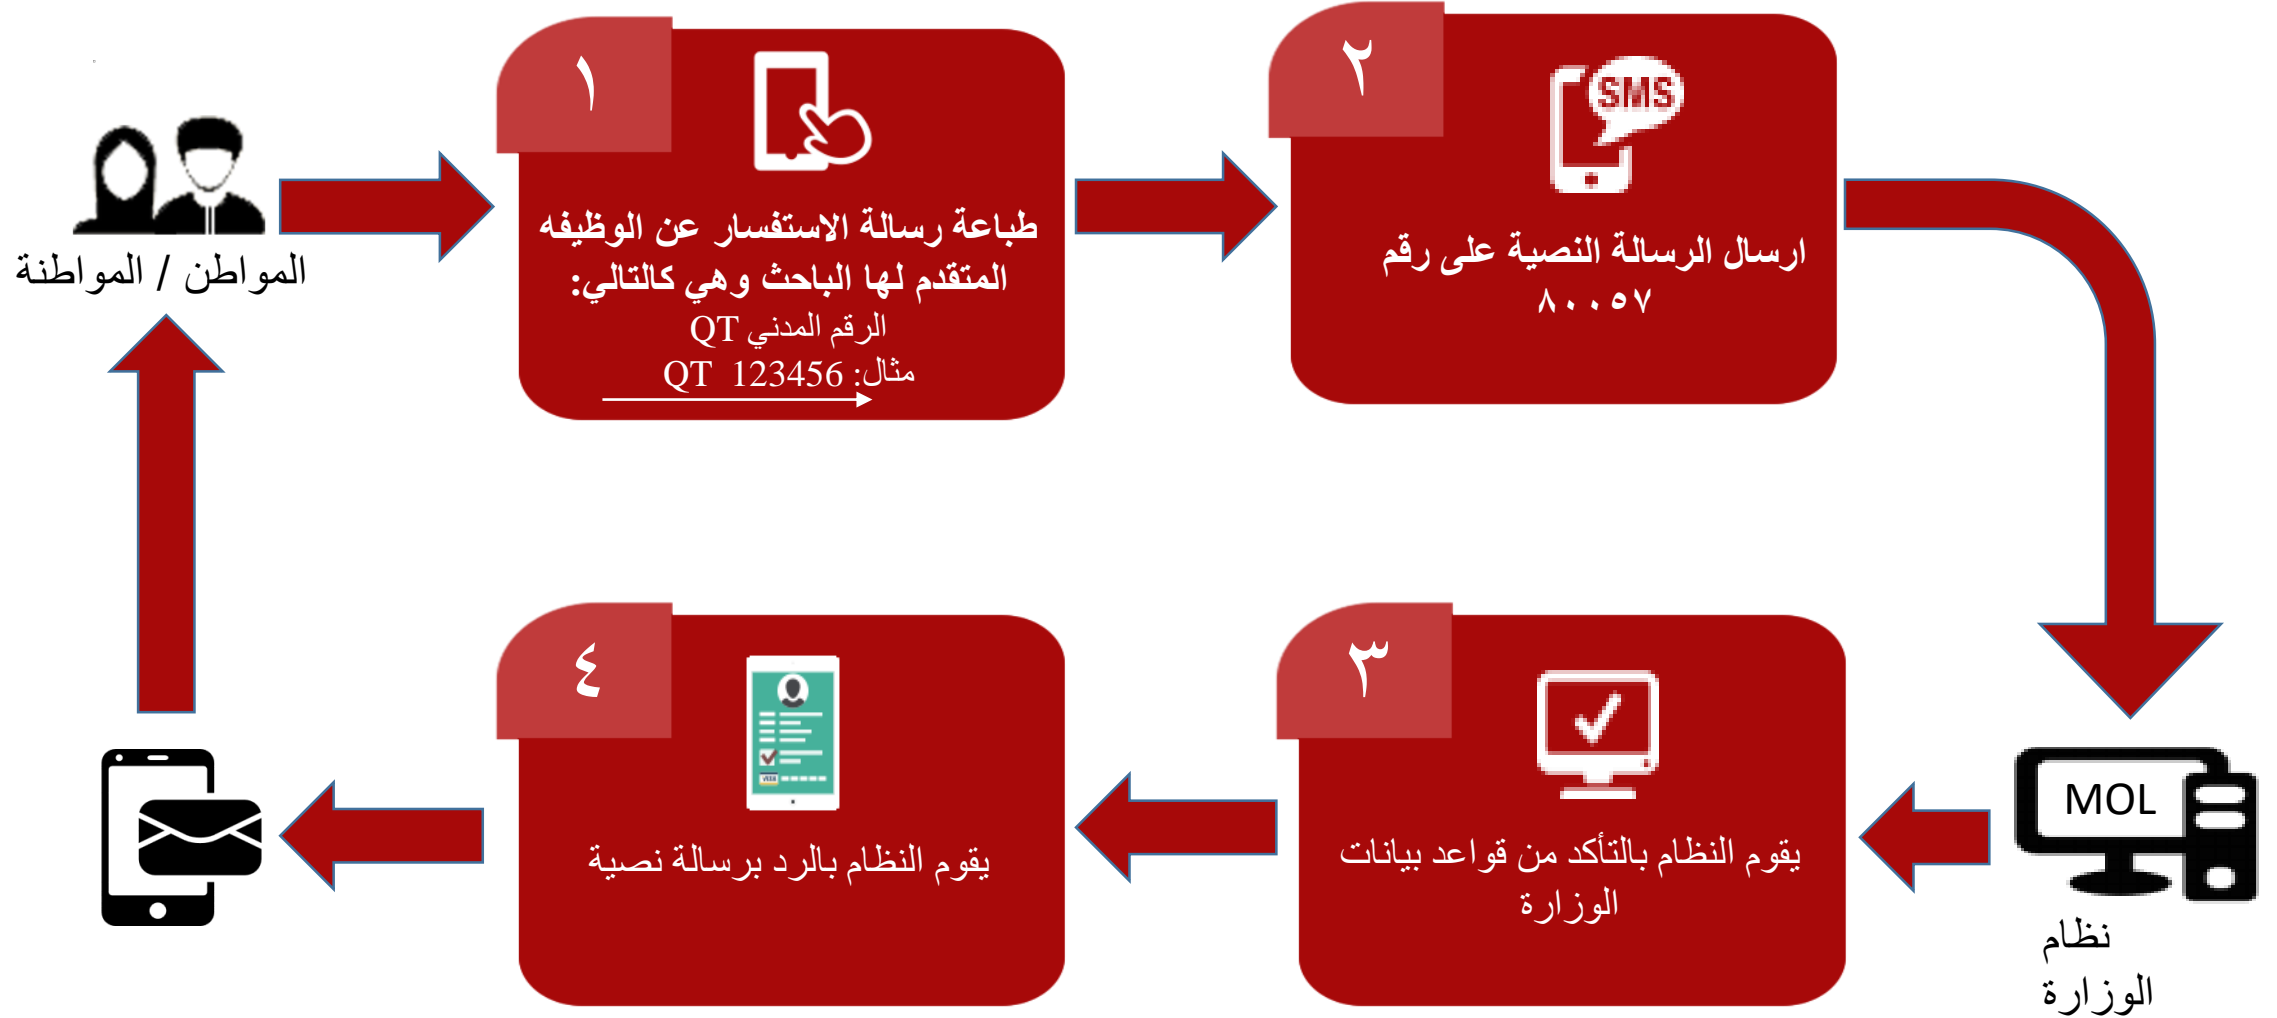 المواطن / المواطنة
١
طباعة رسالة الاستفسار عن الوظيفه
المتقدم لها الباحث وهي كالتالي:
الرقم المدني QT
مثال: QT 123456
٢
SMS
ارسال الرسالة النصية على رقم
٨٠٠٥٧
MOL
نظام
الوزارة
٣
يقوم النظام بالتأكد من قواعد بيانات
الوزارة
٤
VISA
يقوم النظام بالرد برسالة نصية